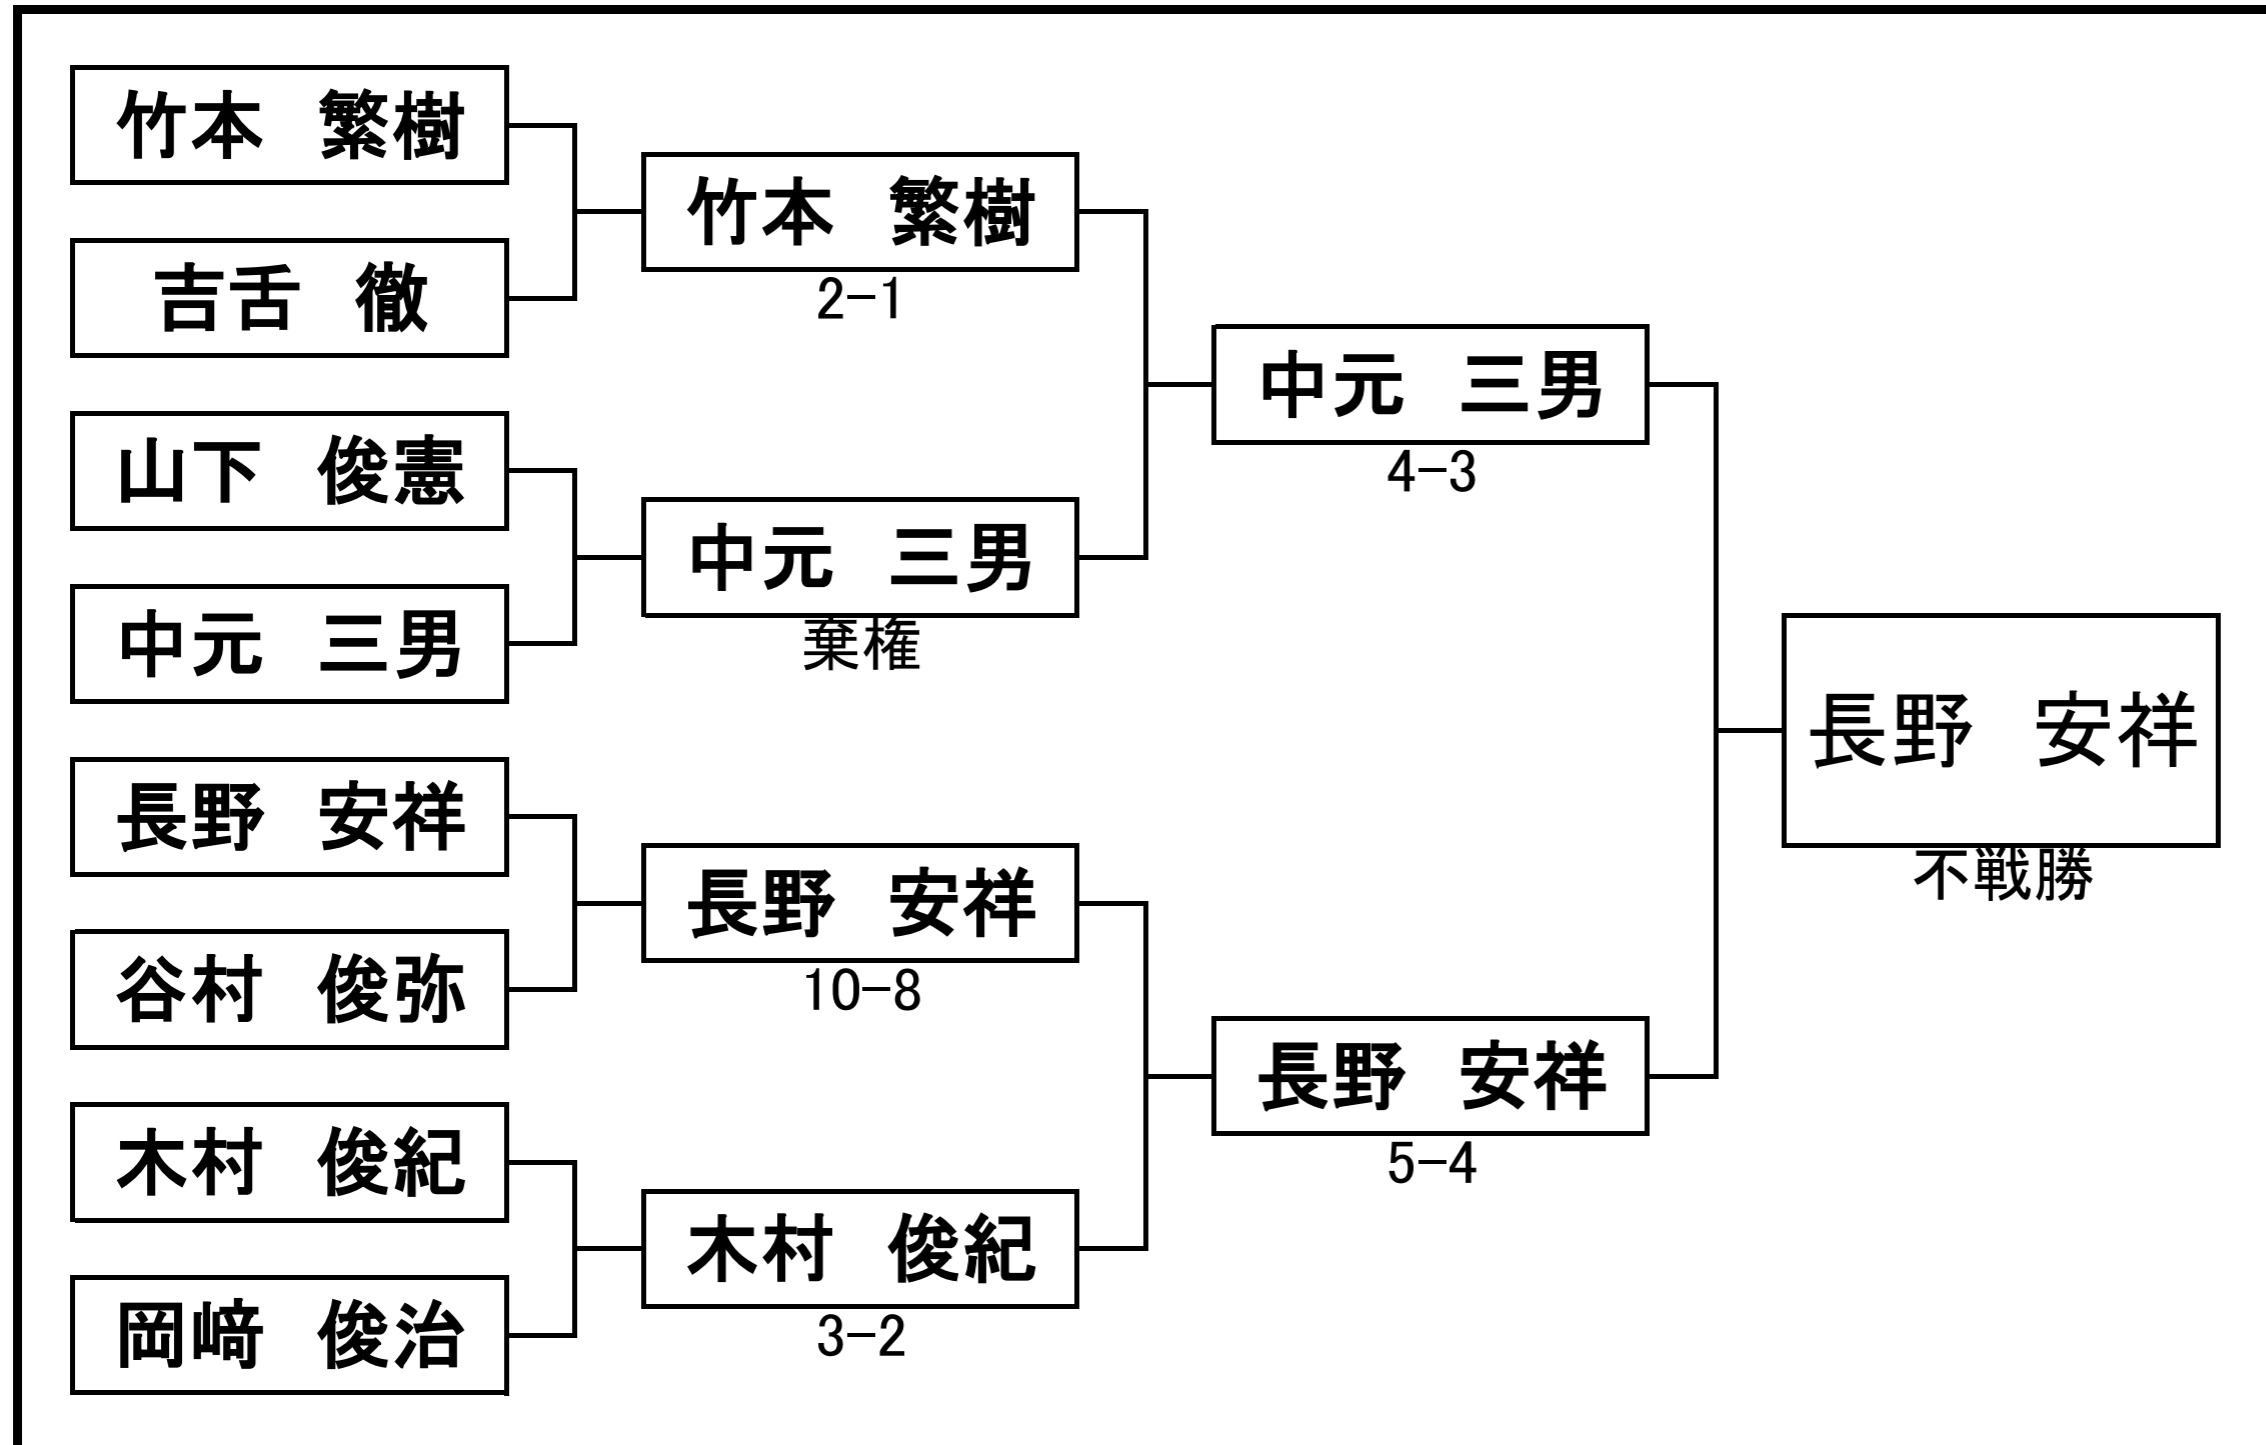 竹本　繁樹
吉舌　徹
山下　俊憲
中元　三男
長野　安祥
谷村　俊弥
木村　俊紀
岡﨑　俊治
竹本　繁樹
2-1
中元　三男
棄権
長野　安祥
10-8
木村　俊紀
3-2
中元　三男
4-3
長野　安祥
5-4
長野　安祥
不戦勝